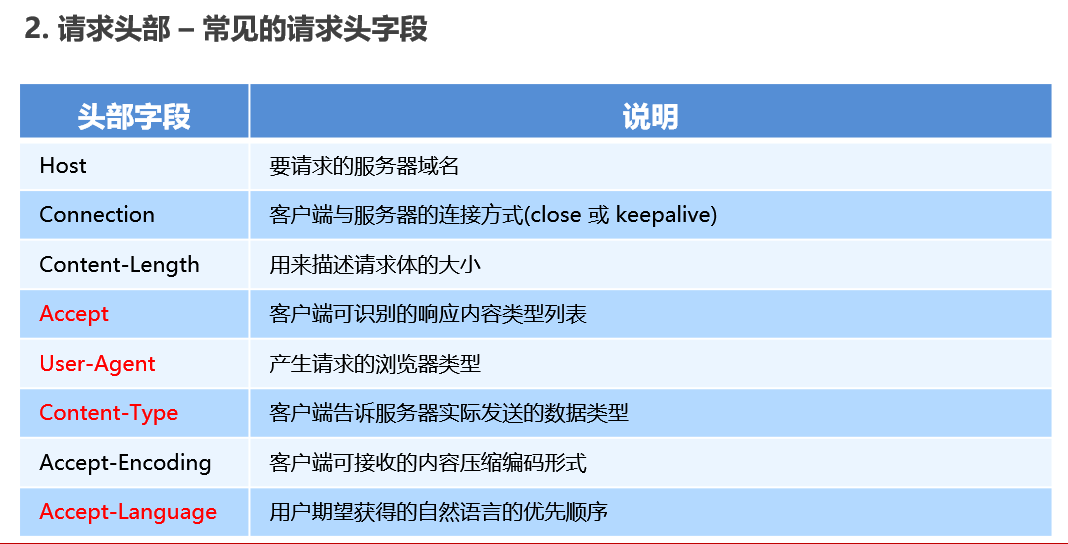 2. 请求头部 – 常见的请求头字段
头部字段 说明
Host 要请求的服务器域名
Connection 客户端与服务器的连接方式(close 或 keepalive)
Content-Length 用来描述请求体的大小
Accept 客户端可识别的响应内容类型列表
User-Agent 产生请求的浏览器类型
Content-Type 客户端告诉服务器实际发送的数据类型
Accept-Encoding 客户端可接收的内容压缩编码形式
Accept-Language 用户期望获得的自然语言的优先顺序